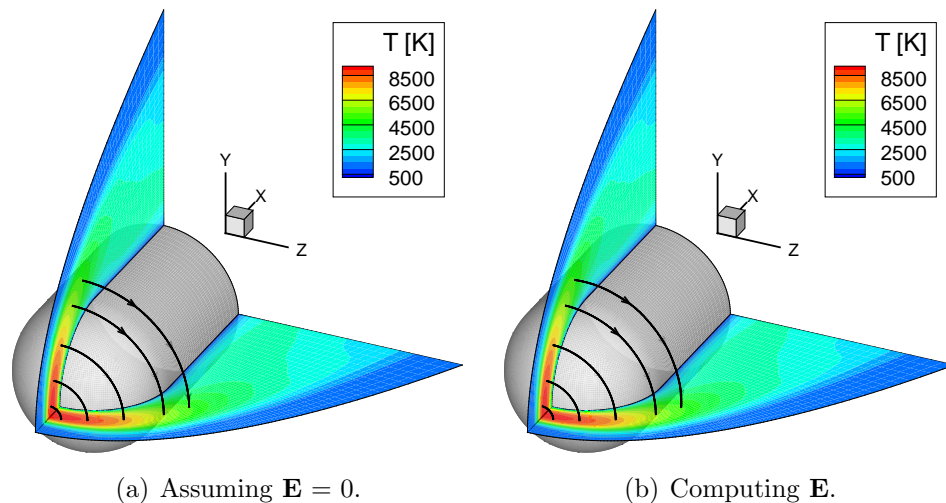 T [K]
8500
6500
4500
2500
500
Y
X
Z
(a) Assuming E = 0.
T [K]
8500
6500
4500
2500
500
Y
X
Z
(b) Computing E.